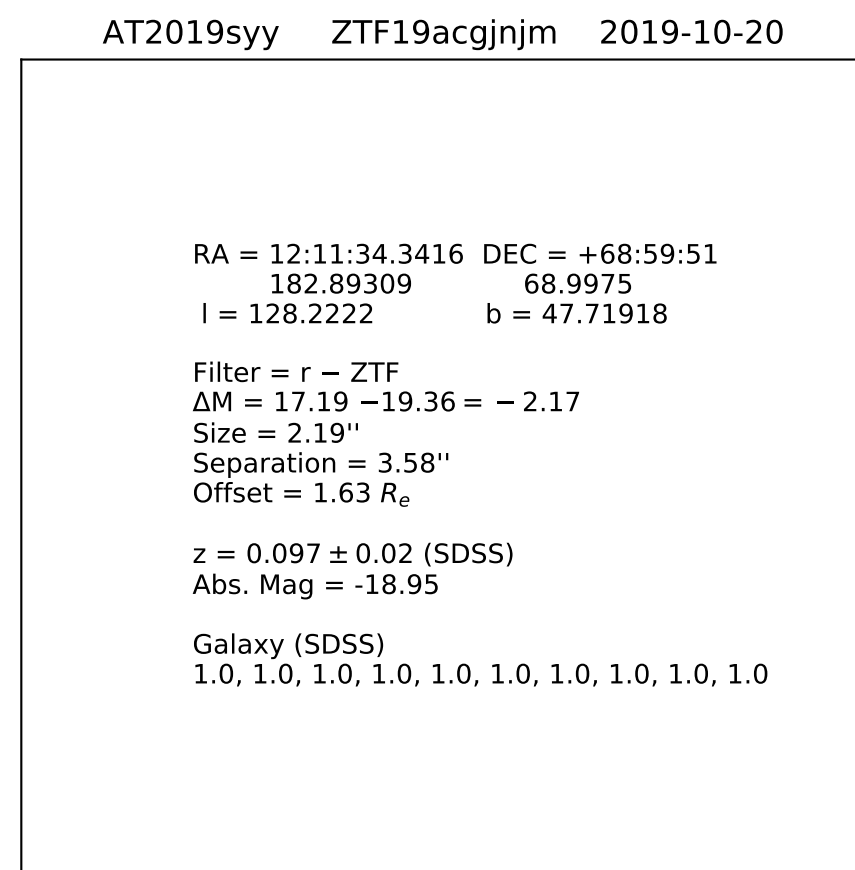 AT2019syy ZTF19acgjnjm 2019-10-20
RA = 12:11:34.3416 DEC = +68:59:51
182.89309 68.9975
l = 128.2222 b = 47.71918
Filter = r − ZTF
ΔM = 17.19 −19.36 = − 2.17
Size = 2.19''
Separation = 3.58''
Offset = 1.63 Rₑ
z = 0.097 ± 0.02 (SDSS)
Abs. Mag = -18.95
Galaxy (SDSS)
1.0, 1.0, 1.0, 1.0, 1.0, 1.0, 1.0, 1.0, 1.0, 1.0